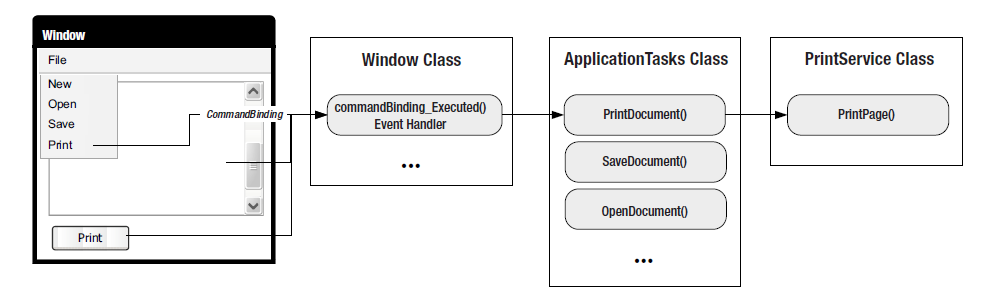 Window
File
New
Open
Save
Print
Print
CommandBinding
Window Class
commandBinding_Executed()
Event Handler
...
ApplicationTasks Class
PrintDocument()
SaveDocument()
OpenDocument()
...
PrintService Class
PrintPage()